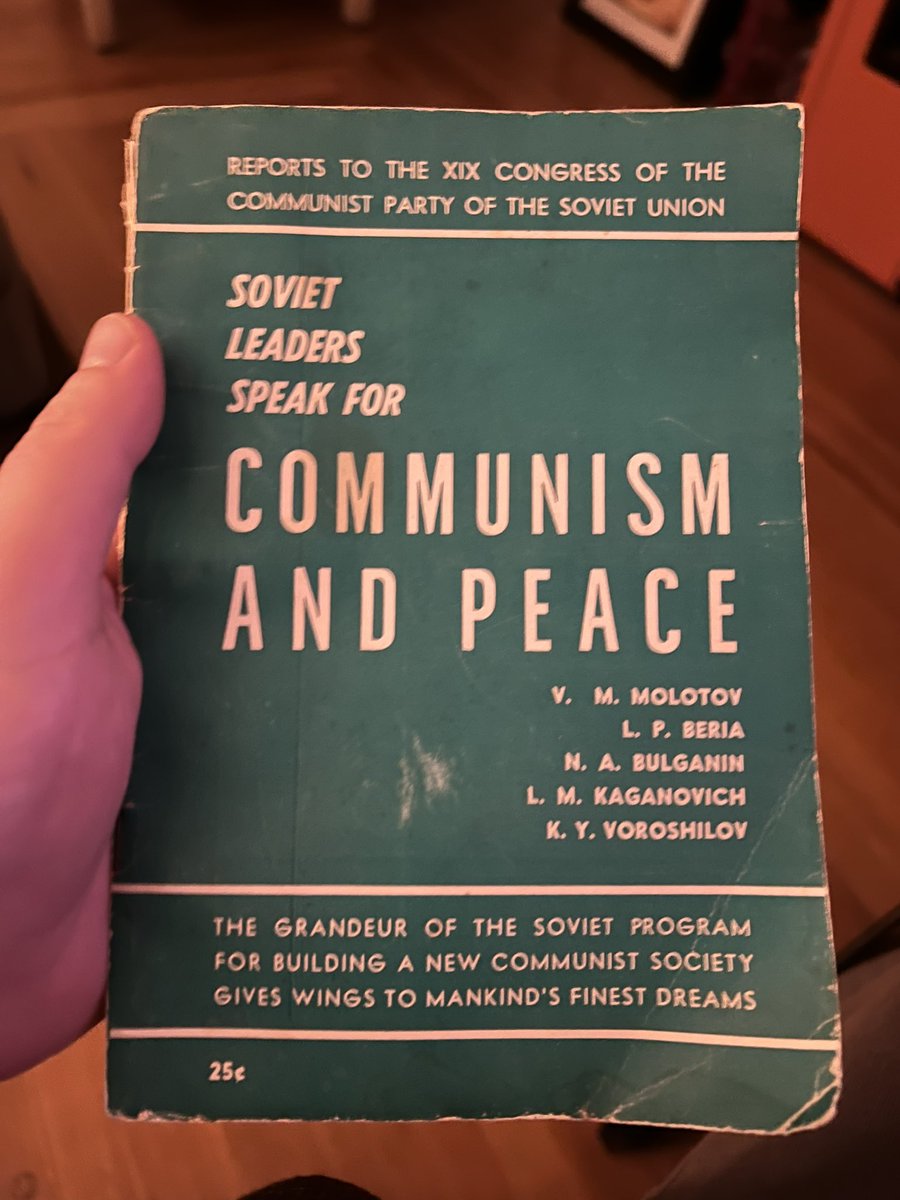 REPORTS TO THE XIX CONGRESS OF THE
COMMUNIST PARTY OF THE SOVIET UNION
SOVIET
LEADERS
SPEAK FOR
COMMUNISM
AND PEACE
V. M. MOLOTOV
L. P. BERIA
N. A. BULGANIN
L. M. KAGANOVICH
K. Y. VOROSHILOV
THE GRANDEUR OF THE SOVIET PROGRAM
FOR BUILDING A NEW COMMUNIST SOCIETY
GIVES WINGS TO MANKIND'S FINEST DREAMS
25¢